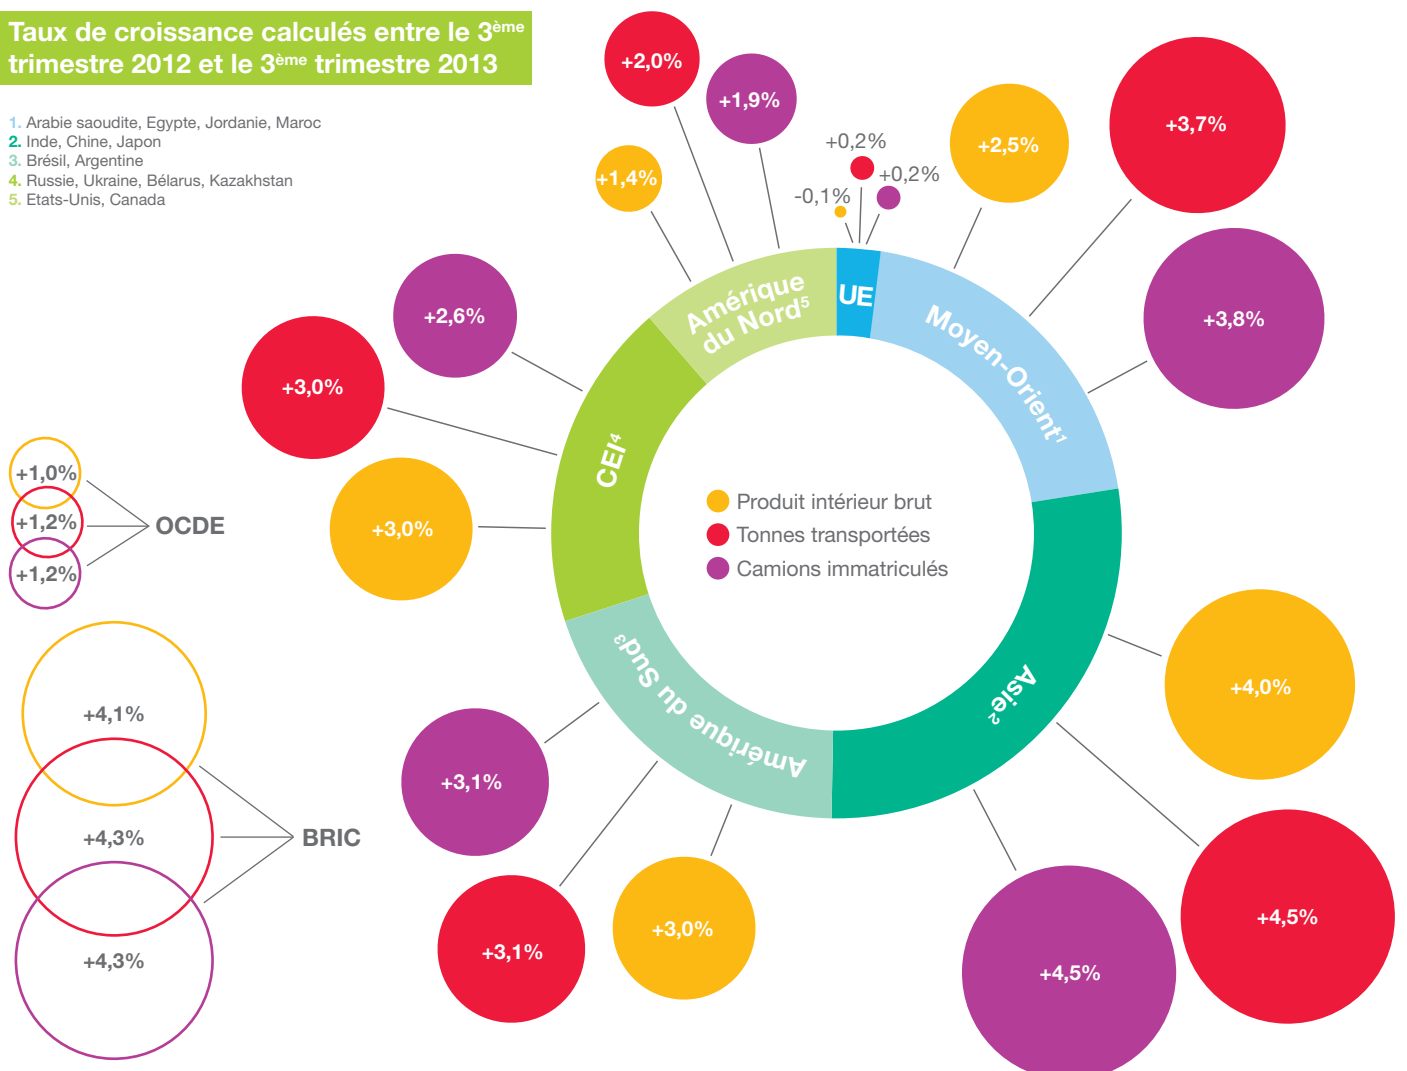 Taux de croissance calculés entre le 3ème
trimestre 2012 et le 3ème trimestre 2013
1. Arabie saoudite, Egypte, Jordanie, Maroc
2. Inde, Chine, Japon
3. Brésil, Argentine
4. Russie, Ukraine, Bélarus, Kazakhstan
5. Etats-Unis, Canada
+2,0%
+1,9%
+1,4%
+0,2%
+0,2%
-0,1%
+2,5%
+3,7%
+3,8%
+2,6%
+3,0%
+3,0%
Amérique
du Nord5
UE
Moyen-Orient1
CEI4
Asie2
Amérique du Sud3
Produit intérieur brut
Tonnes transportées
Camions immatriculés
+1,0%
+1,2%
+1,2%
OCDE
+4,1%
+4,3%
+4,3%
BRIC
+3,1%
+3,1%
+3,0%
+4,0%
+4,5%
+4,5%